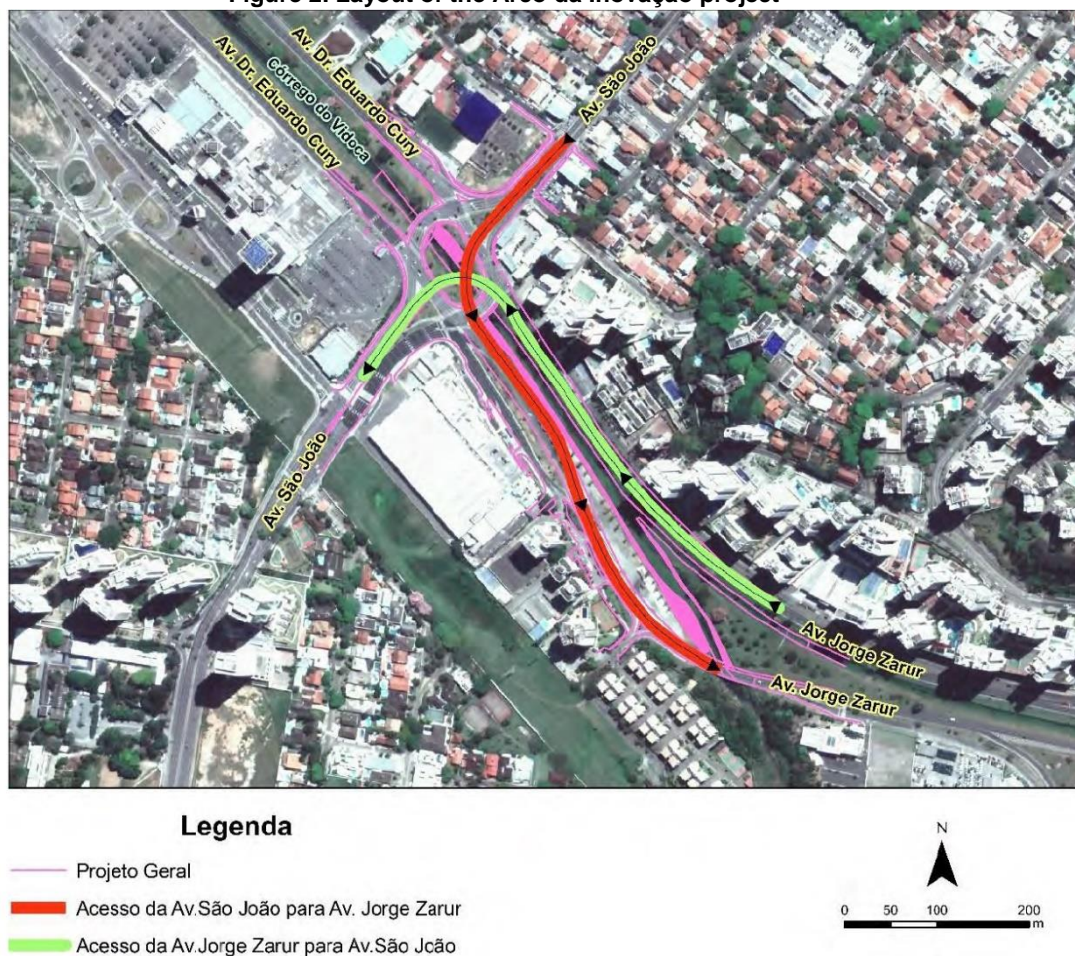 Figure 2. Layout of the Arco da Inovação project
Av. Dr. Eduardo Cury
Córrego do Vidoca
Av. Dr. Eduardo Cury
Av. São João
Av. São João
Av. Jorge Zarur
Av. Jorge Zarur
Legenda
Projeto Geral
Acesso da Av.São João para Av. Jorge Zarur
Acesso da Av.Jorge Zarur para Av.São João
N
0 50 100 200
m